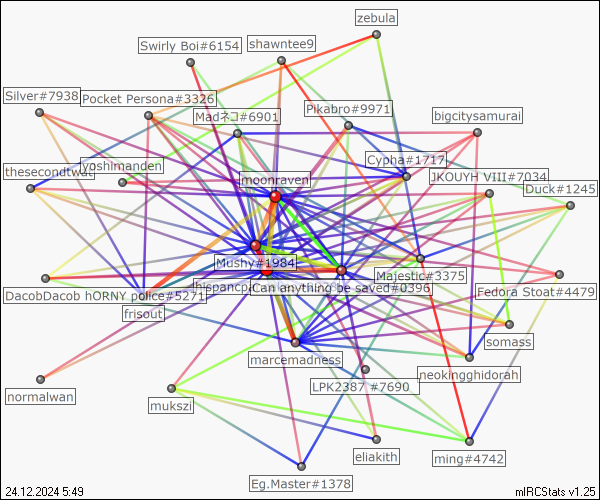 zebula
Swirly Boi#6154
shawntee9
Silver#7938
Pocket Persona#3326
Madネコ#6901
Pikabro#9971
bigcitysamurai
Cypha#1717
thesecondtwat
yoshimanden
moonraven
JKOUYH VIII#7034
Duck#1245
Mushy#1984
Majestic#3375
DacobDacob hORNY police#5271
Can anything be saved#0396
Fedora Stoat#4479
frisout
somass
marcemadness
neokingghidorah
LPK2387 #7690
normalwan
mukszi
eliakith
ming#4742
Eg.Master#1378
24.12.2024 5:49
mIRCStats v1.25